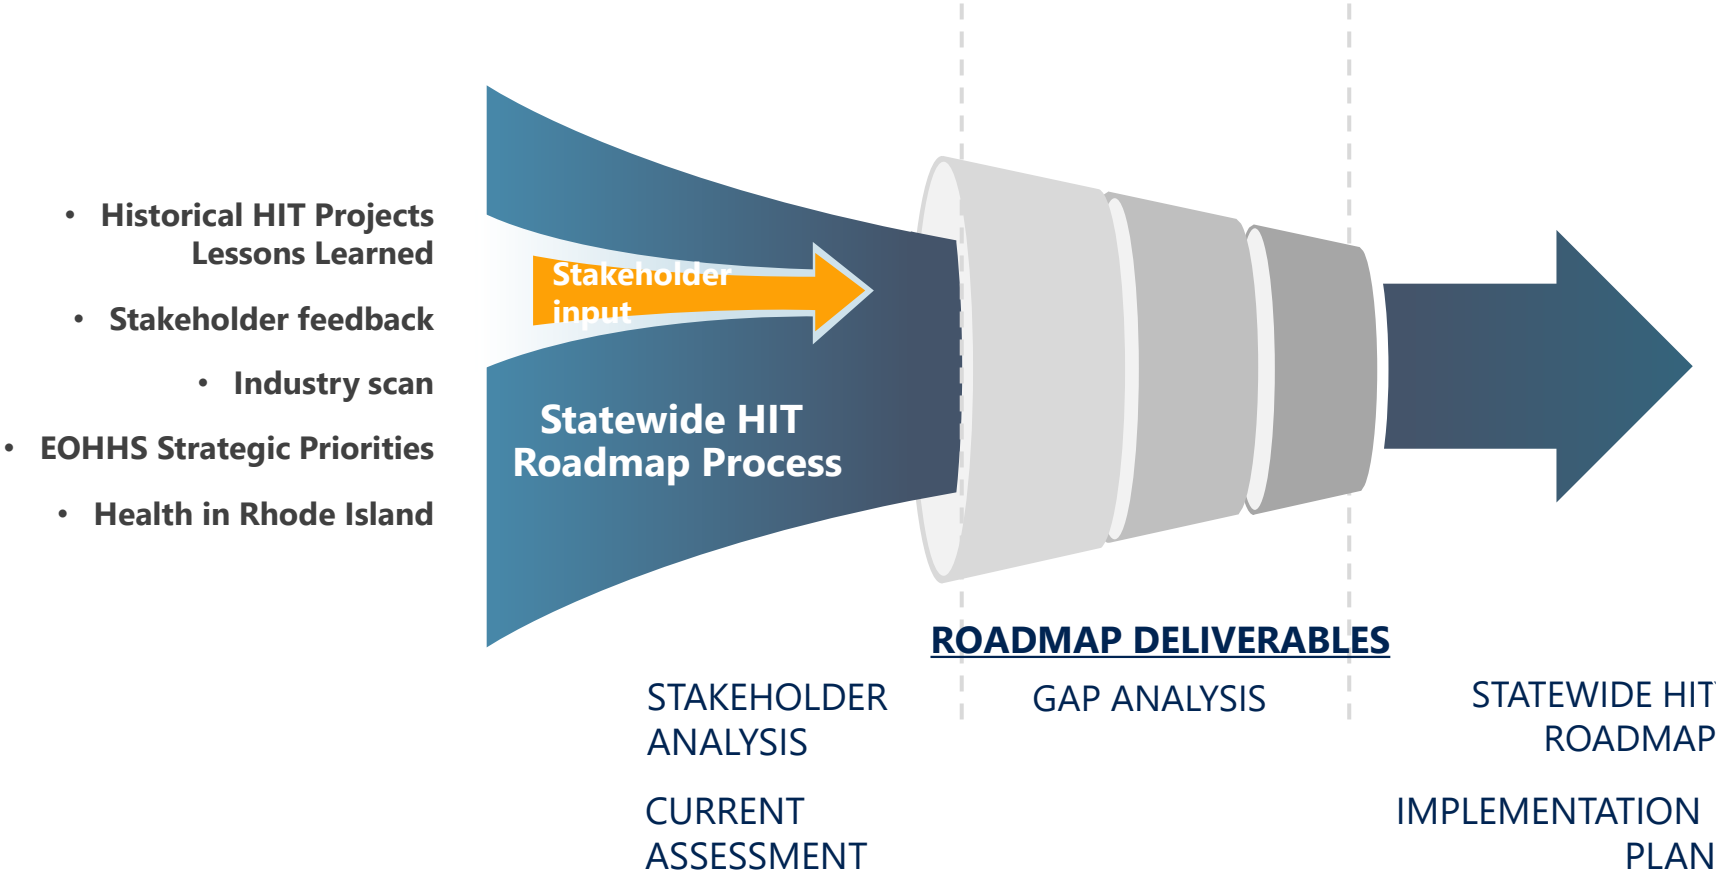 • Historical HIT Projects
Lessons Learned
• Stakeholder feedback
• Industry scan
• EOHHS Strategic Priorities
• Health in Rhode Island
Stakeholder
input
Statewide HIT
Roadmap Process
ROADMAP DELIVERABLES
STAKEHOLDER
ANALYSIS
CURRENT
ASSESSMENT
GAP ANALYSIS
STATEWIDE HIT
ROADMAP
IMPLEMENTATION
PLAN